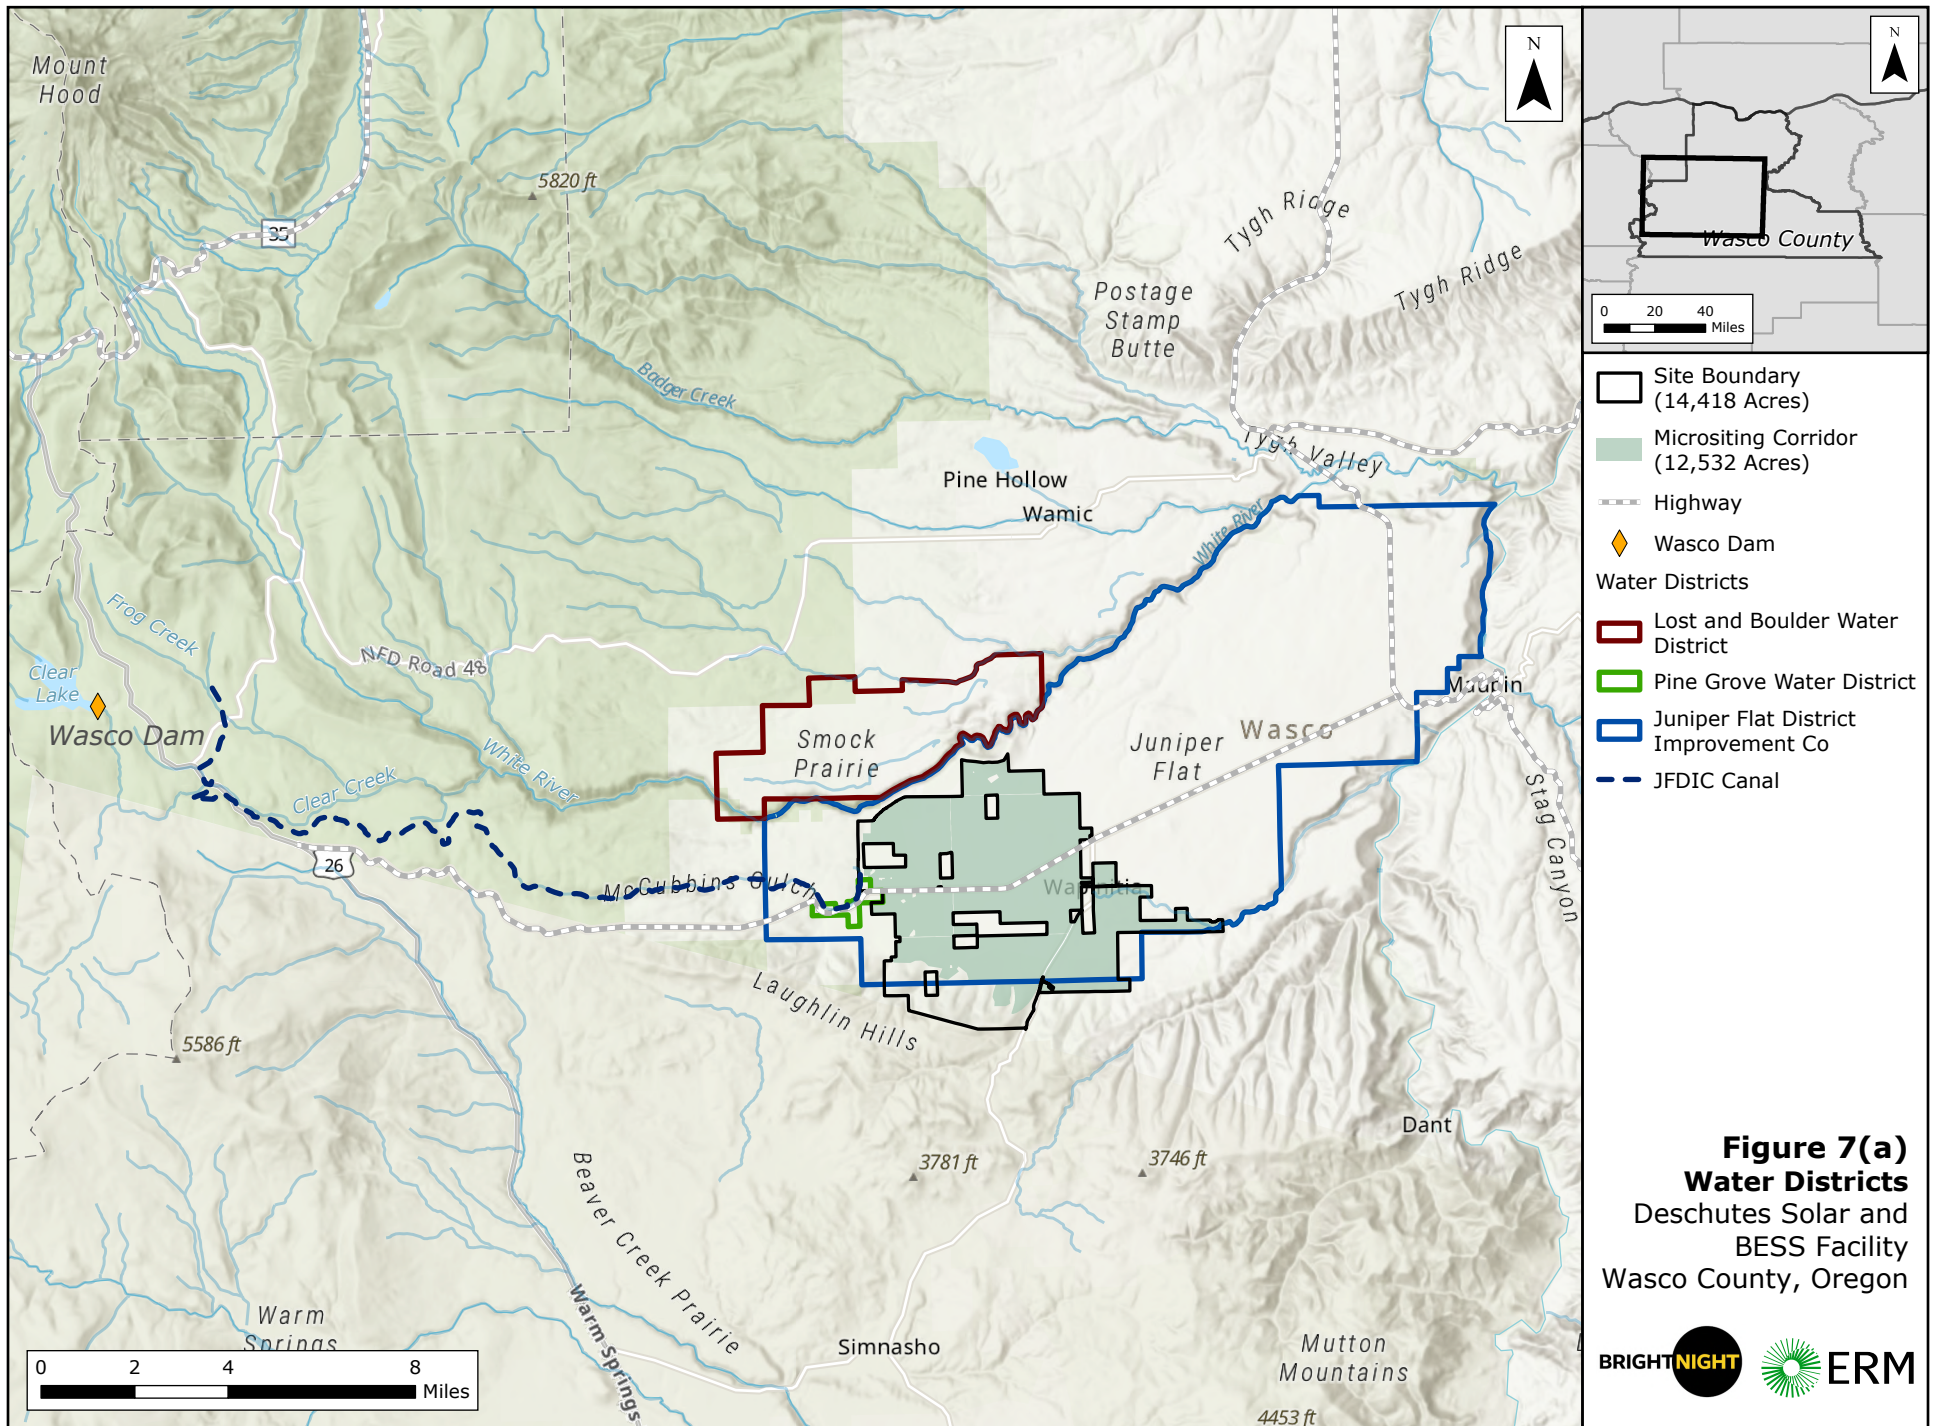 Mount
Hood
N
5820 ft
35
Tygh Ridge
Tygh Ridge
Postage
Stamp
Butte
Badger Creek
Tygh Valley
Pine Hollow
Wamic
White River
Frog Creek
NFD Road 48
Clear
Lake
Wasco Dam
Maupin
Smock
Prairie
Juniper
Flat
Wasco
White River
Clear Creek
Stag Canyon
26
McCubbins Gulch
Wapinitia
Laughlin Hills
5586 ft
Dant
3781 ft
3746 ft
Beaver Creek Prairie
Warm Springs
Warm
Springs
Simnasho
Mutton
Mountains
4453 ft
0 2 4 8
Miles
N
Wasco County
0 20 40
Miles
Site Boundary
(14,418 Acres)
Micrositing Corridor
(12,532 Acres)
Highway
Wasco Dam
Water Districts
Lost and Boulder Water
District
Pine Grove Water District
Juniper Flat District
Improvement Co
JFDIC Canal
Figure 7(a)
Water Districts
Deschutes Solar and
BESS Facility
Wasco County, Oregon
BRIGHTNIGHT
ERM